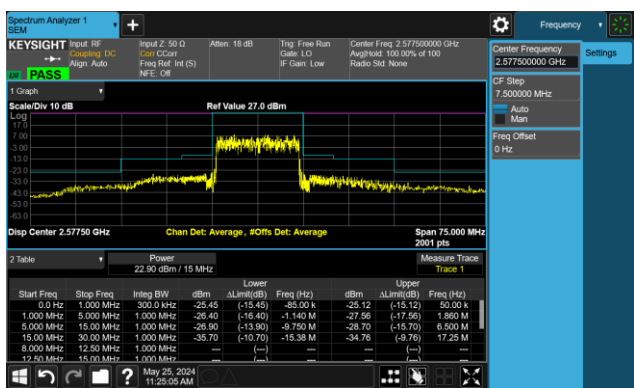 Spectrum Analyzer 1
SEM
+
Frequency
KEYSIGHT Input: RF Input Z: 50 Ω Atten: 18 dB Trig: Free Run Center Freq: 2.577500000 GHz
Coupling: DC Corr CCorr Gate: LO Avg|Hold: 100.00% of 100
Align: Auto Freq Ref: Int (S) IF Gain: Low Radio Std: None
NFE: Off
PASS
Center Frequency
2.577500000 GHz
Settings
CF Step
7.500000 MHz
Auto
Man
Freq Offset
0 Hz
1 Graph
Scale/Div 10 dB Ref Value 27.0 dBm
Log
17.0
7.00
-3.00
-13.0
-23.0
-33.0
-43.0
-53.0
-63.0
Disp Center 2.57750 GHz Chan Det: Average, #Offs Det: Average Span 75.000 MHz
2001 pts
2 Table Power Measure Trace
22.90 dBm / 15 MHz Trace 1
Lower Upper
Start Freq Stop Freq Integ BW dBm ΔLimit(dB) Freq (Hz) dBm ΔLimit(dB) Freq (Hz)
0.0 Hz 1.000 MHz 300.0 kHz -25.45 (-15.45) -85.00 k -25.12 (-15.12) 50.00 k
1.000 MHz 5.000 MHz 1.000 MHz -26.40 (-16.40) -1.140 M -27.56 (-17.56) 1.860 M
5.000 MHz 15.00 MHz 1.000 MHz -26.90 (-13.90) -9.750 M -28.70 (-15.70) 6.500 M
15.00 MHz 30.00 MHz 1.000 MHz -35.70 (-10.70) -15.38 M -34.76 (-9.76) 17.25 M
8.000 MHz 12.50 MHz 1.000 MHz --- (---) --- --- (---) ---
12.50 MHz 15.00 MHz 1.000 MHz --- (---) --- --- (---) ---
?
May 25, 2024
11:25:05 AM